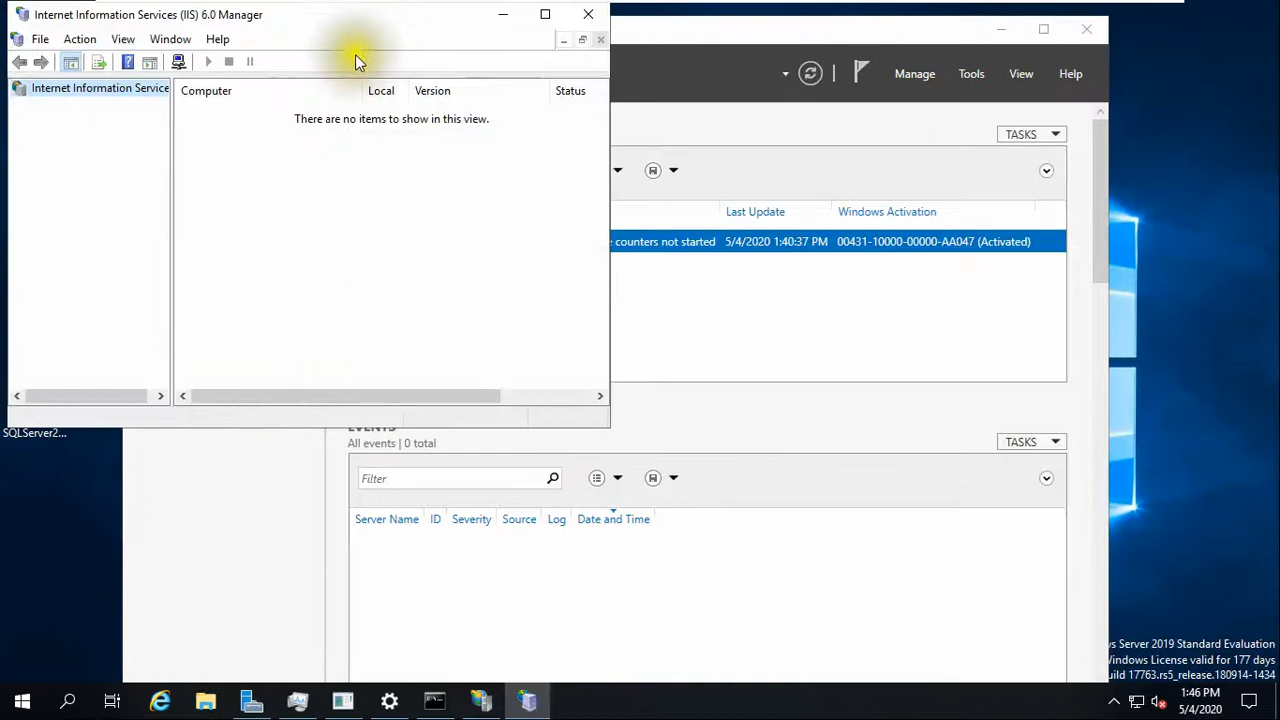 Internet Information Services (IIS) 6.0 Manager
File Action View Window Help
Manage Tools View Help
Internet Information Service
Computer Local Version Status
There are no items to show in this view.
TASKS
Last Update Windows Activation
counters not started 5/4/2020 1:40:37 PM 00431-10000-00000-AA047 (Activated)
SQLServer2...
EVENTS
All events | 0 total
TASKS
Filter
Server Name ID Severity Source Log Date and Time
s Server 2019 Standard Evaluation
Windows License valid for 177 days
uild 17763.rs5_release.180914-1434
1:46 PM
5/4/2020